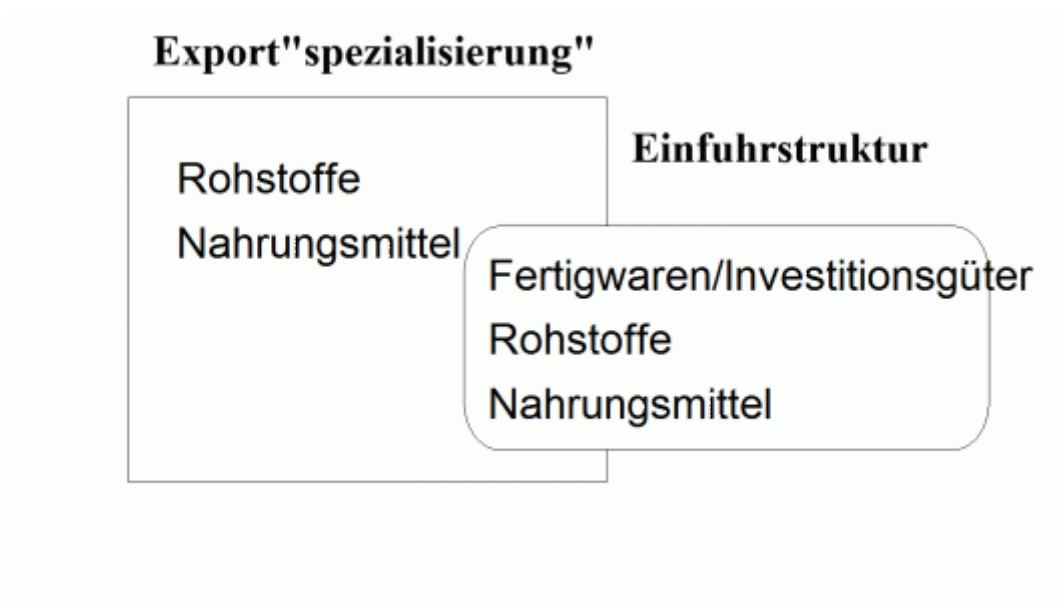 Export"spezialisierung"
Rohstoffe
Nahrungsmittel
Einfuhrstruktur
Fertigwaren/Investitionsgüter
Rohstoffe
Nahrungsmittel